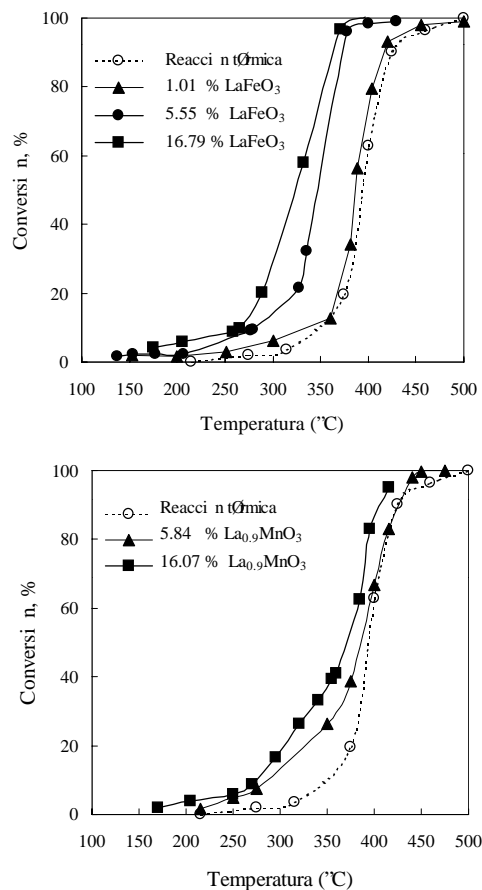 100
80
60
40
20
0
Conversi n, %
Reacci n tØrmica
1.01 % LaFeO3
5.55 % LaFeO3
16.79 % LaFeO3
100 150 200 250 300 350 400 450 500
Temperatura (”C)
100
80
60
40
20
0
Conversi n, %
Reacci n tØrmica
5.84 % La0.9MnO3
16.07 % La0.9MnO3
100 150 200 250 300 350 400 450 500
Temperatura (”C)